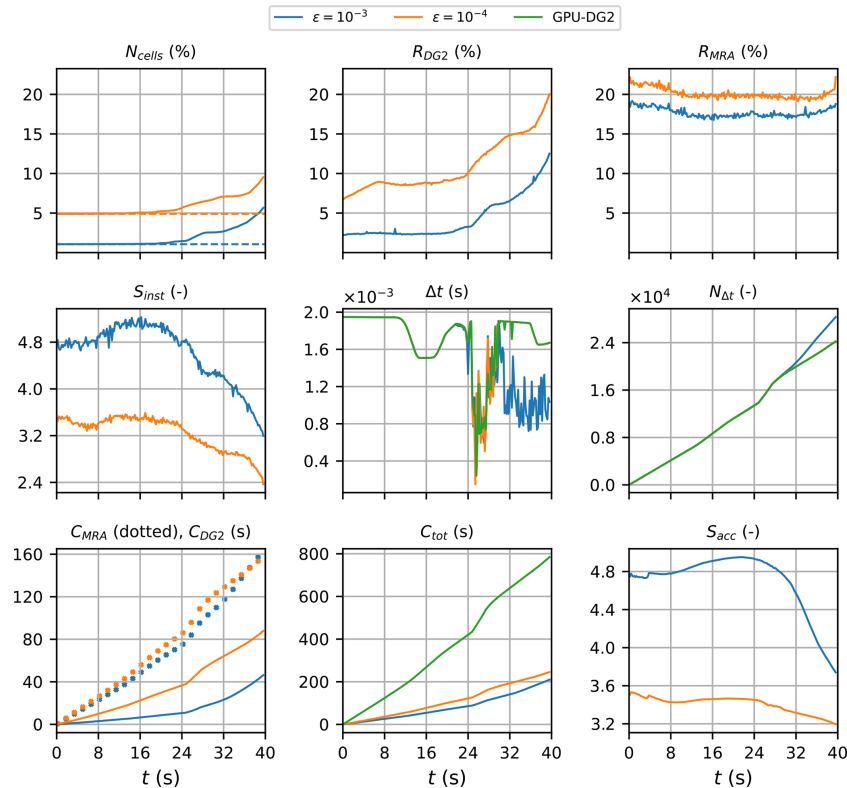 ε = 10⁻³ ε = 10⁻⁴ GPU-DG2
N_cells (%) R_DG2 (%) R_MRA (%)
20 20 20
15 15 15
10 10 10
5 5 5
S_inst (-) Δt (s) N_Δt (-)
×10⁻³ ×10⁴
4.8 2.0 2.4
4.0 1.6 1.6
3.2 1.2 0.8
2.4 0.8 0.0
0.4
C_MRA (dotted), C_DG2 (s) C_tot (s) S_acc (-)
160 800 4.8
120 600 4.4
80 400 4.0
40 200 3.6
0 0 3.2
0 8 16 24 32 40 0 8 16 24 32 40 0 8 16 24 32 40
t (s) t (s) t (s)